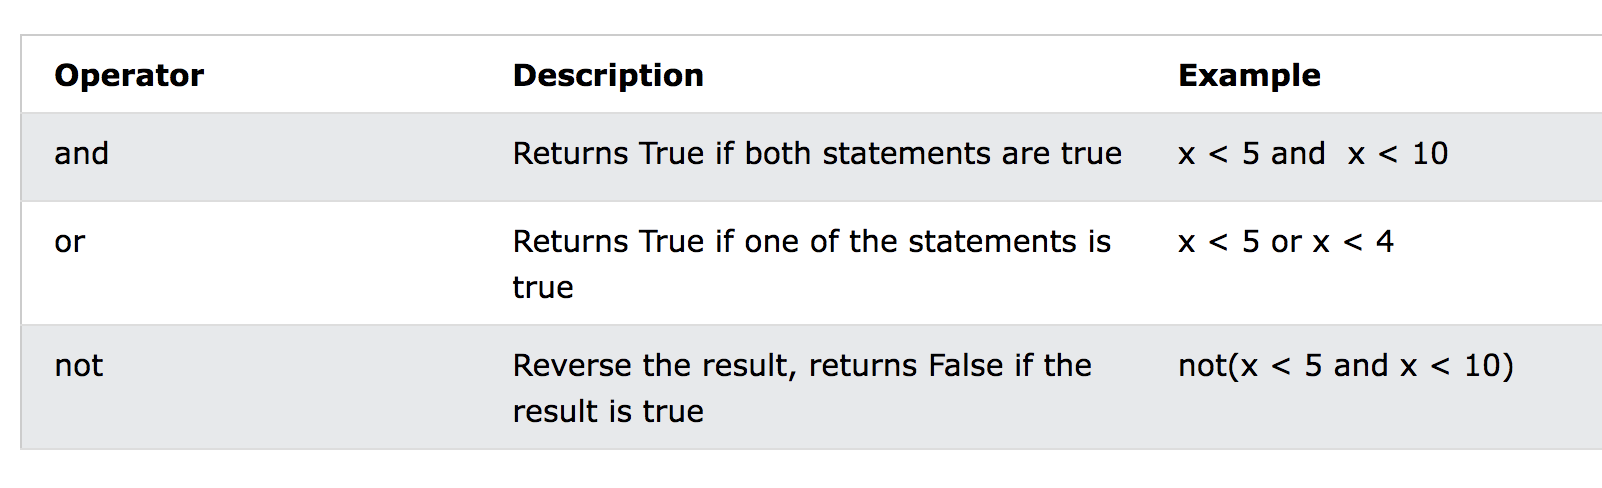 Operator Description Example
and Returns True if both statements are true x < 5 and  x < 10
or Returns True if one of the statements is x < 5 or x < 4
true
not Reverse the result, returns False if the not(x < 5 and x < 10)
result is true